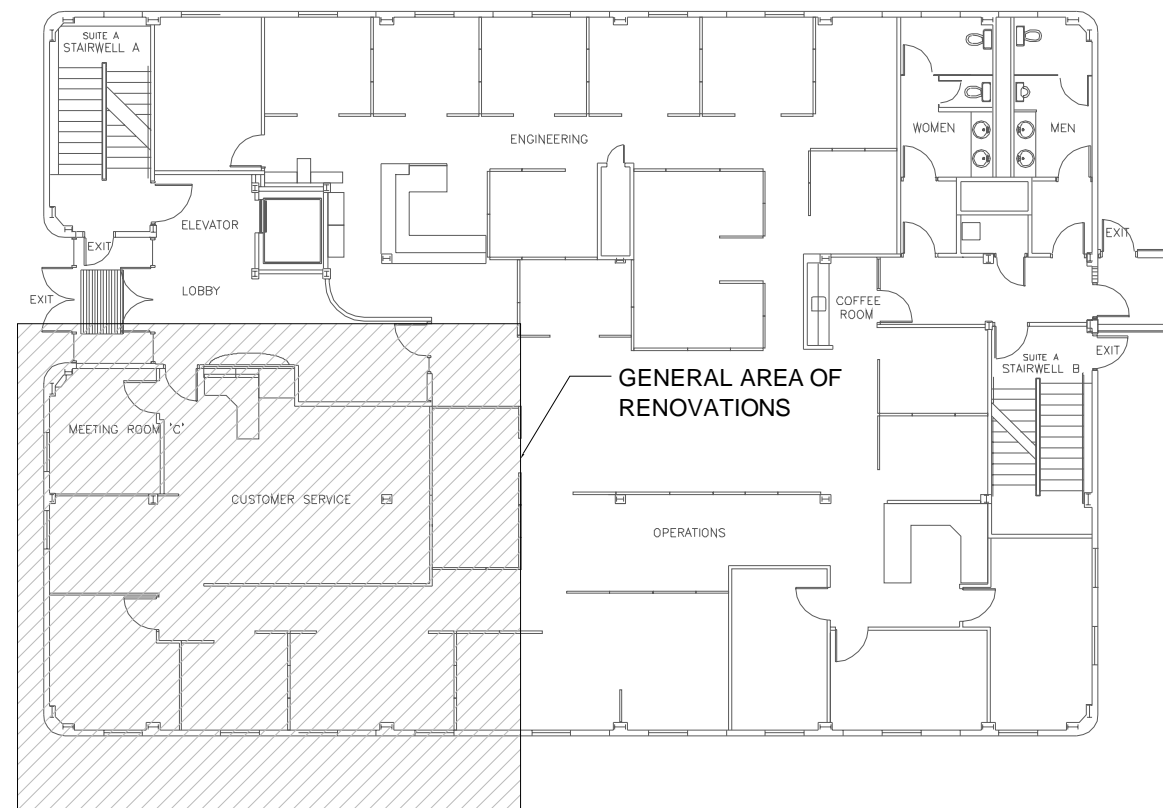 SUITE A
STAIRWELL A
ENGINEERING
WOMEN
MEN
ELEVATOR
EXIT
EXIT
LOBBY
EXIT
COFFEE
ROOM
SUITE A
STAIRWELL B
EXIT
GENERAL AREA OF
RENOVATIONS
MEETING ROOM 'C'
CUSTOMER SERVICE
OPERATIONS